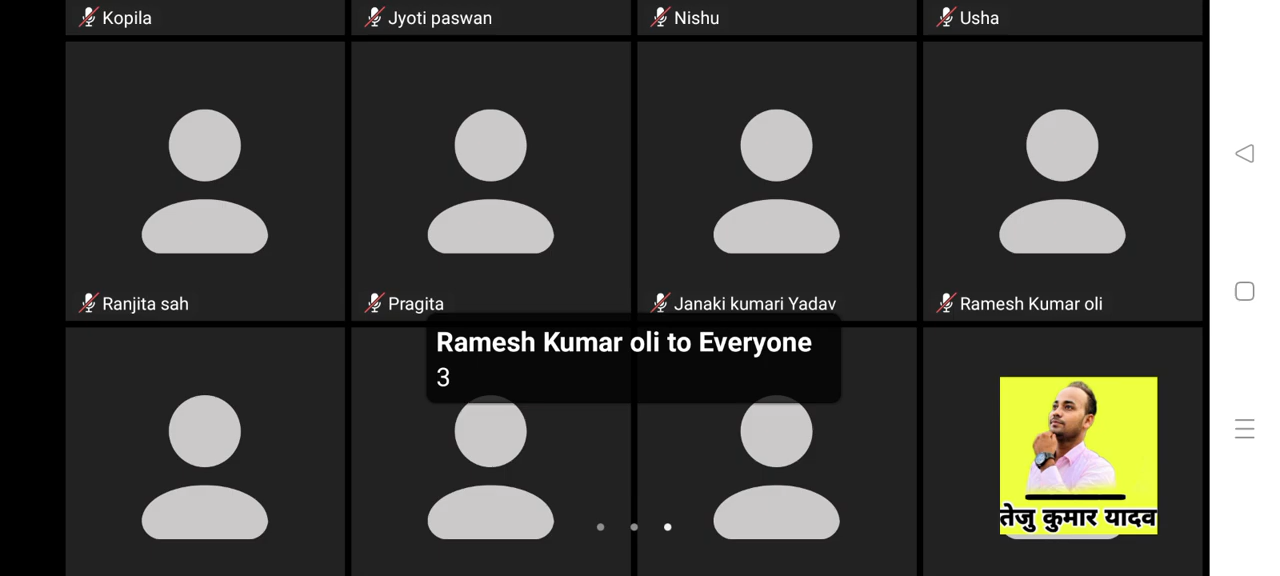 Kopila
Jyoti paswan
Nishu
Usha
Ranjita sah
Pragita
Janaki kumari Yadav
Ramesh Kumar oli
Ramesh Kumar oli to Everyone
3
तेजु कुमार यादव